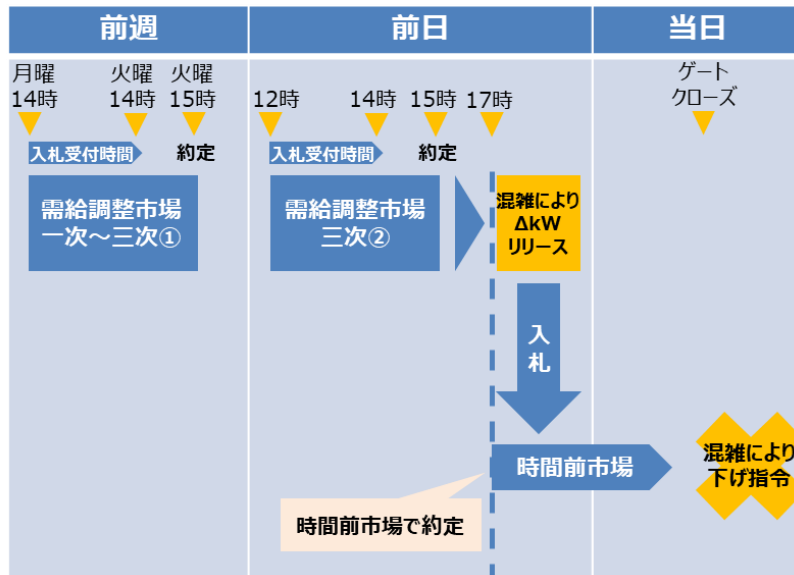 前週
前日
当日
月曜
14時
火曜
14時
火曜
15時
12時
14時
15時
17時
ゲート
クローズ
入札受付時間
約定
入札受付時間
約定
需給調整市場
一次～三次①
需給調整市場
三次②
混雑により
ΔkW
リリース
入
札
時間前市場
混雑により
下げ指令
時間前市場で約定